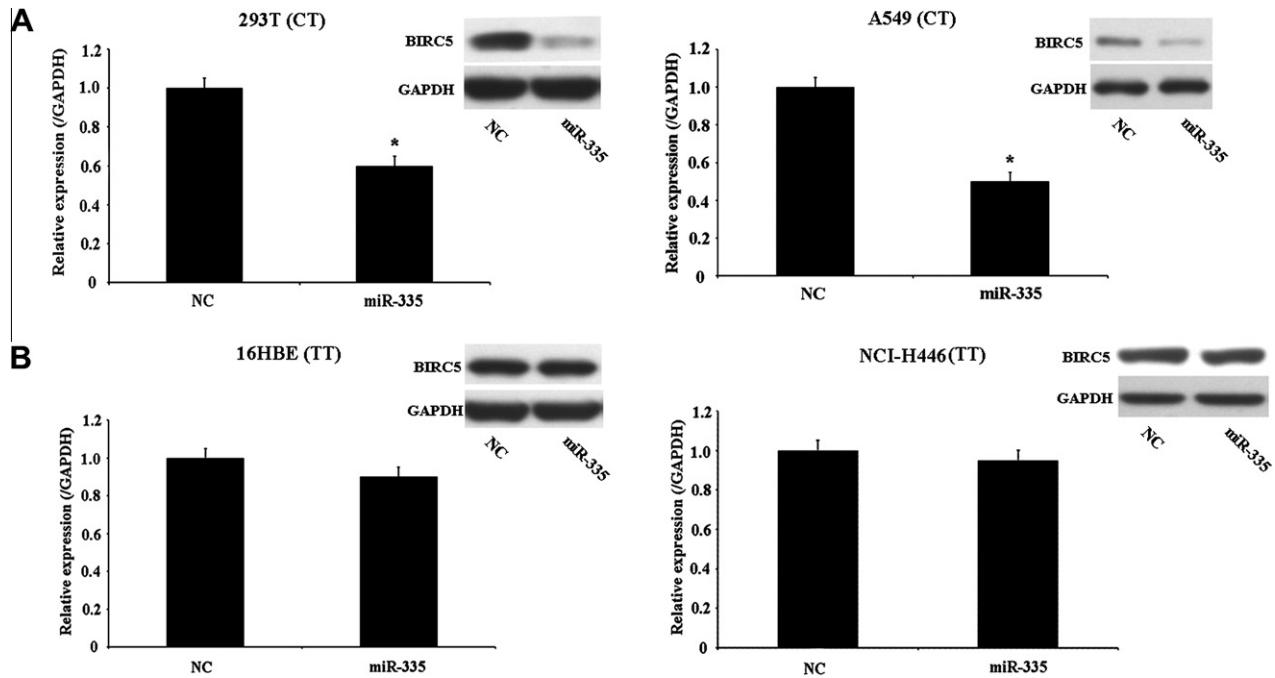 A
293T (CT)
BIRC5
GAPDH
NC
miR-335
Relative expression (/GAPDH)
1.2
1.0
0.8
0.6
0.4
0.2
0
*
NC
miR-335
A549 (CT)
BIRC5
GAPDH
NC
miR-335
Relative expression (/GAPDH)
1.2
1.0
0.8
0.6
0.4
0.2
0
*
NC
miR-335
B
16HBE (TT)
BIRC5
GAPDH
NC
miR-335
Relative expression (/GAPDH)
1.2
1.0
0.8
0.6
0.4
0.2
0
NC
miR-335
NCI-H446(TT)
BIRC5
GAPDH
NC
miR-335
Relative expression (/GAPDH)
1.2
1.0
0.8
0.6
0.4
0.2
0
NC
miR-335